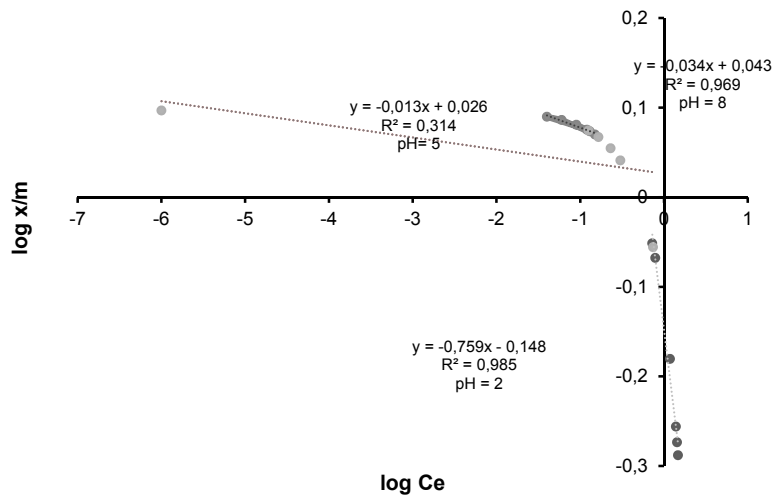 0,2
y = -0,034x + 0,043
R² = 0,969
pH = 8
y = -0,013x + 0,026
R² = 0,314
pH= 5
0,1
log x/m
0
-7 -6 -5 -4 -3 -2 -1 0 1
-0,1
y = -0,759x - 0,148
R² = 0,985
pH = 2
-0,2
-0,3
log Ce